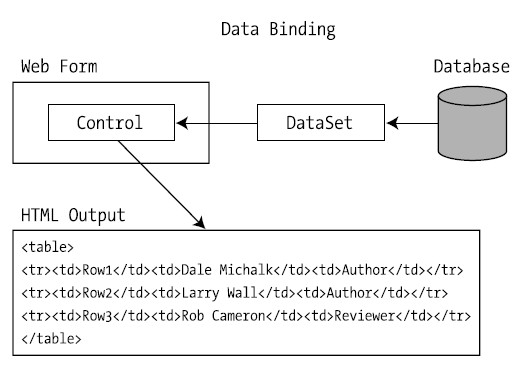 Data Binding
Web Form
Database
Control
DataSet
HTML Output
<table>
<tr><td>Row1</td><td>Dale Michalk</td><td>Author</td></tr>
<tr><td>Row2</td><td>Larry Wall</td><td>Author</td></tr>
<tr><td>Row3</td><td>Rob Cameron</td><td>Reviewer</td></tr>
</table>